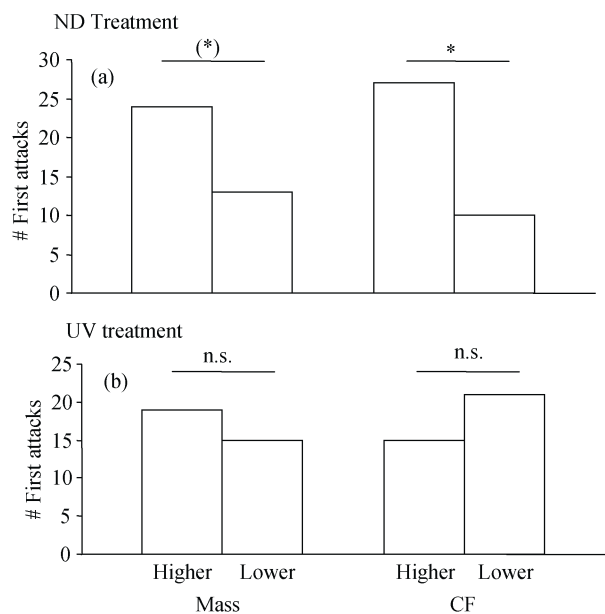 ND Treatment
(*) *
30
(a)
25
20
15
10
5
0
# First attacks
UV treatment
n.s. n.s.
25
(b)
20
15
10
5
0
# First attacks
Higher Lower Higher Lower
Mass CF